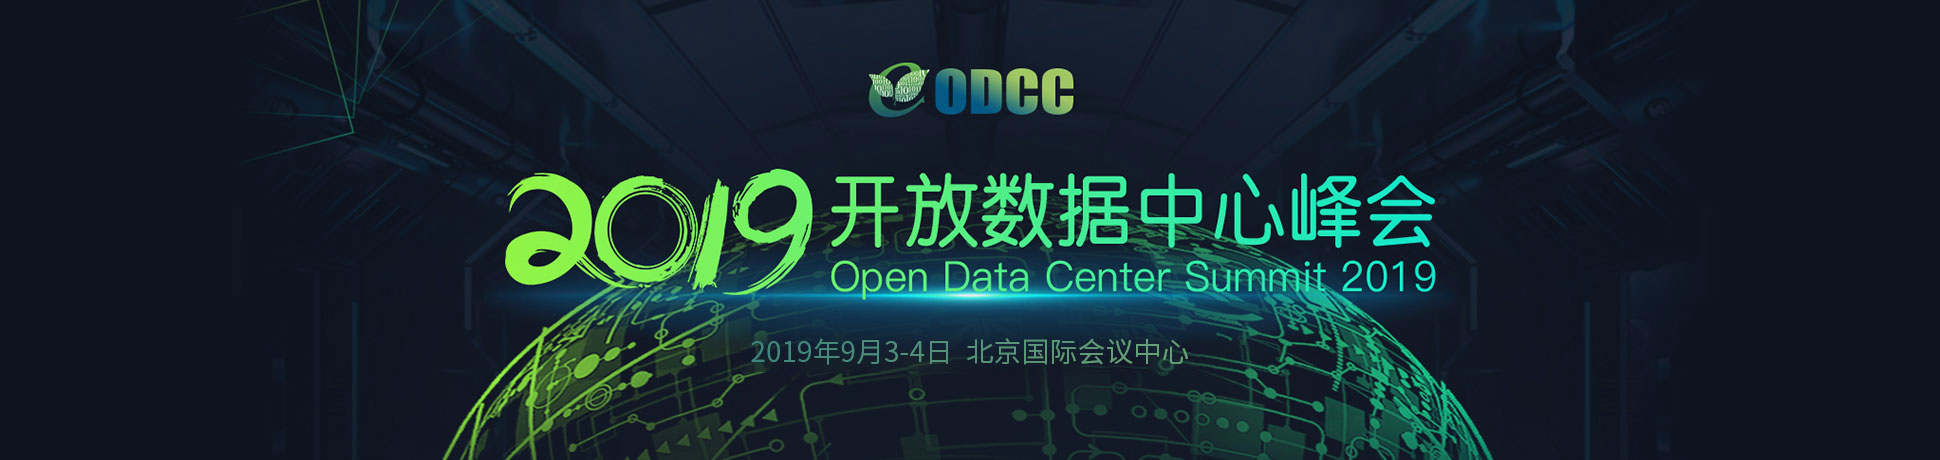 ODCC
2019 开放数据中心峰会
Open Data Center Summit 2019
2019年9月3-4日 北京国际会议中心